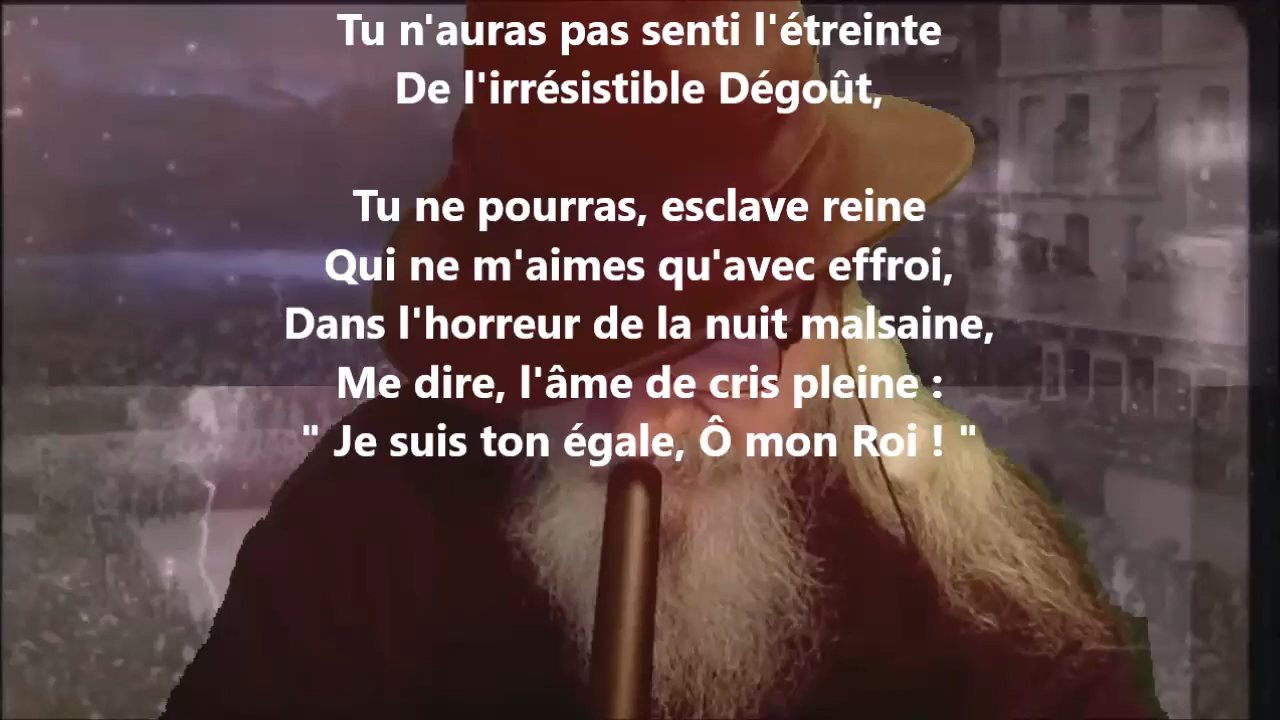 Tu n'auras pas senti l'étreinte
De l'irrésistible Dégoût,
Tu ne pourras, esclave reine
Qui ne m'aimes qu'avec effroi,
Dans l'horreur de la nuit malsaine,
Me dire, l'âme de cris pleine :
" Je suis ton égale, Ô mon Roi ! "